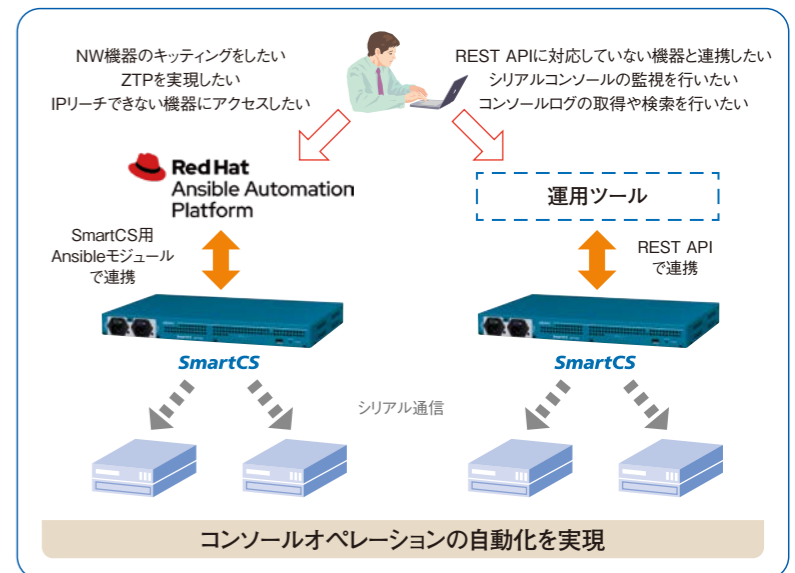 NW機器のキッティングをしたい
ZTPを実現したい
IPリーチできない機器にアクセスしたい
REST APIに対応していない機器と連携したい
シリアルコンソールの監視を行いたい
コンソールログの取得や検索を行いたい
Red Hat
Ansible Automation
Platform
運用ツール
SmartCS用
Ansibleモジュール
で連携
REST API
で連携
SmartCS
SmartCS
シリアル通信
コンソールオペレーションの自動化を実現